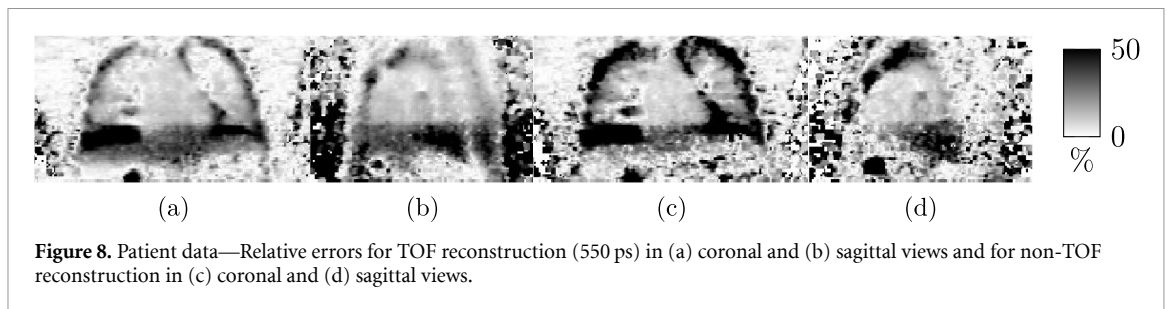 50
0
%
(a) (b) (c) (d)
Figure 8. Patient data—Relative errors for TOF reconstruction (550 ps) in (a) coronal and (b) sagittal views and for non-TOF
reconstruction in (c) coronal and (d) sagittal views.